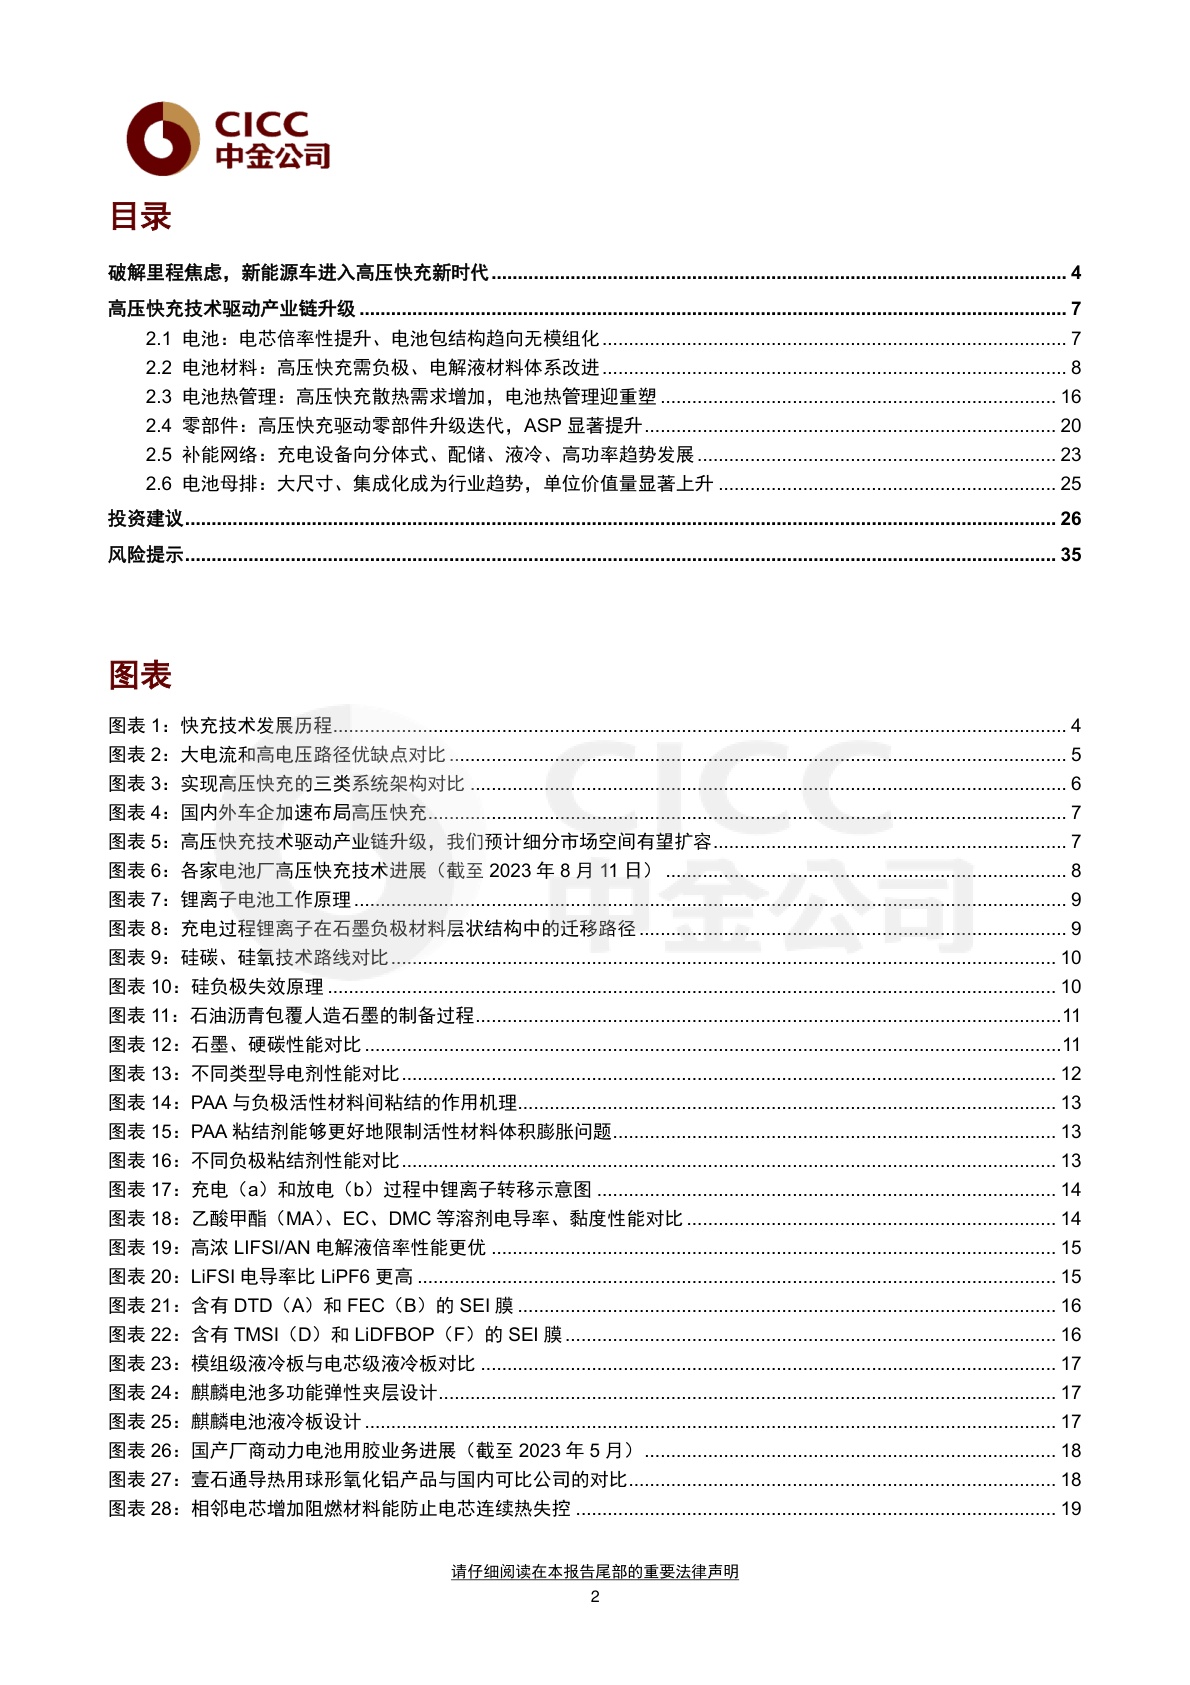 CICC
中金公司
目录
破解里程焦虑，新能源车进入高压快充新时代 4
高压快充技术驱动产业链升级 7
2.1 电池：电芯倍率性提升、电池包结构趋向无模组化 7
2.2 电池材料：高压快充需负极、电解液材料体系改进 8
2.3 电池热管理：高压快充散热需求增加，电池热管理迎重塑 16
2.4 零部件：高压快充驱动零部件升级迭代，ASP 显著提升 20
2.5 补能网络：充电设备向分体式、配储、液冷、高功率趋势发展 23
2.6 电池母排：大尺寸、集成化成为行业趋势，单位价值量显著上升 25
投资建议 26
风险提示 35
图表
图表 1：快充技术发展历程 4
图表 2：大电流和高电压路径优缺点对比 5
图表 3：实现高压快充的三类系统架构对比 6
图表 4：国内外车企加速布局高压快充 7
图表 5：高压快充技术驱动产业链升级，我们预计细分市场空间有望扩容 7
图表 6：各家电池厂高压快充技术进展（截至 2023 年 8 月 11 日） 8
图表 7：锂离子电池工作原理 9
图表 8：充电过程锂离子在石墨负极材料层状结构中的迁移路径 9
图表 9：硅碳、硅氧技术路线对比 10
图表 10：硅负极失效原理 10
图表 11：石油沥青包覆人造石墨的制备过程 11
图表 12：石墨、硬碳性能对比 11
图表 13：不同类型导电剂性能对比 12
图表 14：PAA 与负极活性材料间粘结的作用机理 13
图表 15：PAA 粘结剂能够更好地限制活性材料体积膨胀问题 13
图表 16：不同负极粘结剂性能对比 13
图表 17：充电（a）和放电（b）过程中锂离子转移示意图 14
图表 18：乙酸甲酯（MA）、EC、DMC 等溶剂电导率、黏度性能对比 14
图表 19：高浓 LIFSI/AN 电解液倍率性能更优 15
图表 20：LiFSI 电导率比 LiPF6 更高 15
图表 21：含有 DTD（A）和 FEC（B）的 SEI 膜 16
图表 22：含有 TMSI（D）和 LiDFBOP（F）的 SEI 膜 16
图表 23：模组级液冷板与电芯级液冷板对比 17
图表 24：麒麟电池多功能弹性夹层设计 17
图表 25：麒麟电池液冷板设计 17
图表 26：国产厂商动力电池用胶业务进展（截至 2023 年 5 月） 18
图表 27：壹石通导热用球形氧化铝产品与国内可比公司的对比 18
图表 28：相邻电芯增加阻燃材料能防止电芯连续热失控 19
CICC
中金公司
请仔细阅读在本报告尾部的重要法律声明
2